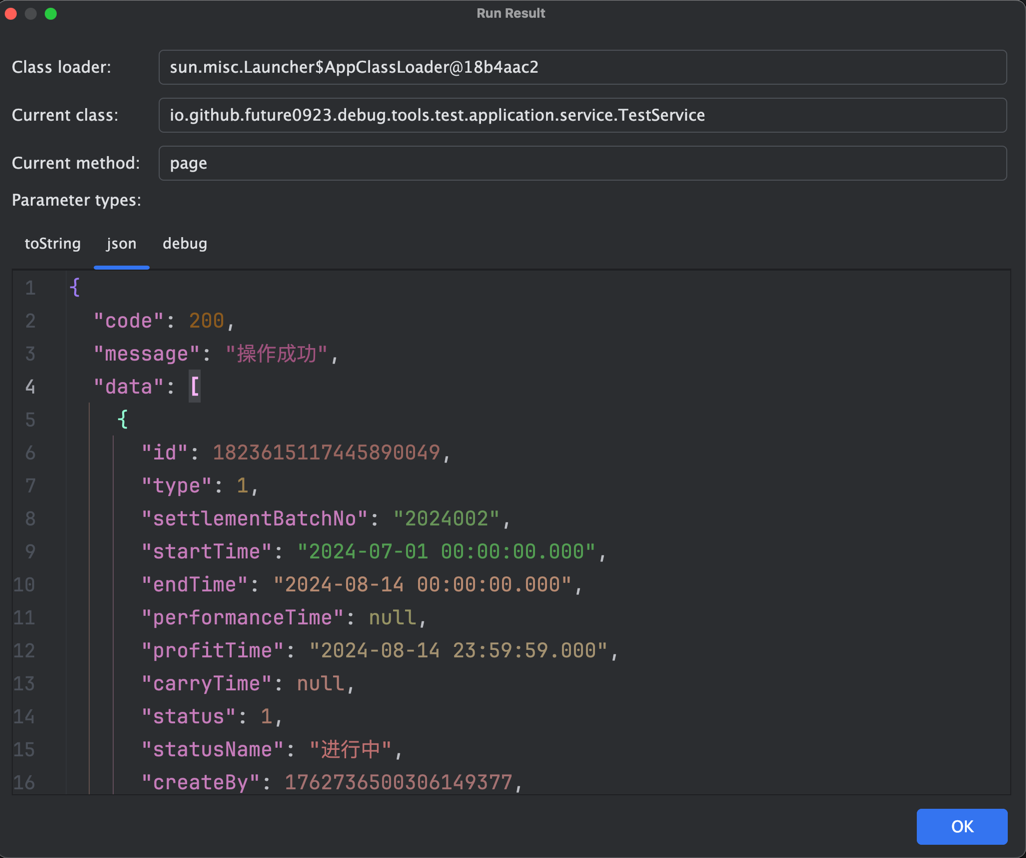 Run Result
Class loader: sun.misc.Launcher$AppClassLoader@18b4aac2
Current class: io.github.future0923.debug.tools.test.application.service.TestService
Current method: page
Parameter types:
toString json debug
1 {
2 "code": 200,
3 "message": "操作成功",
4 "data": [
5 {
6 "id": 1823615117445890049,
7 "type": 1,
8 "settlementBatchNo": "2024002",
9 "startTime": "2024-07-01 00:00:00.000",
10 "endTime": "2024-08-14 00:00:00.000",
11 "performanceTime": null,
12 "profitTime": "2024-08-14 23:59:59.000",
13 "carryTime": null,
14 "status": 1,
15 "statusName": "进行中",
16 "createBy": 1762736500306149377,
OK